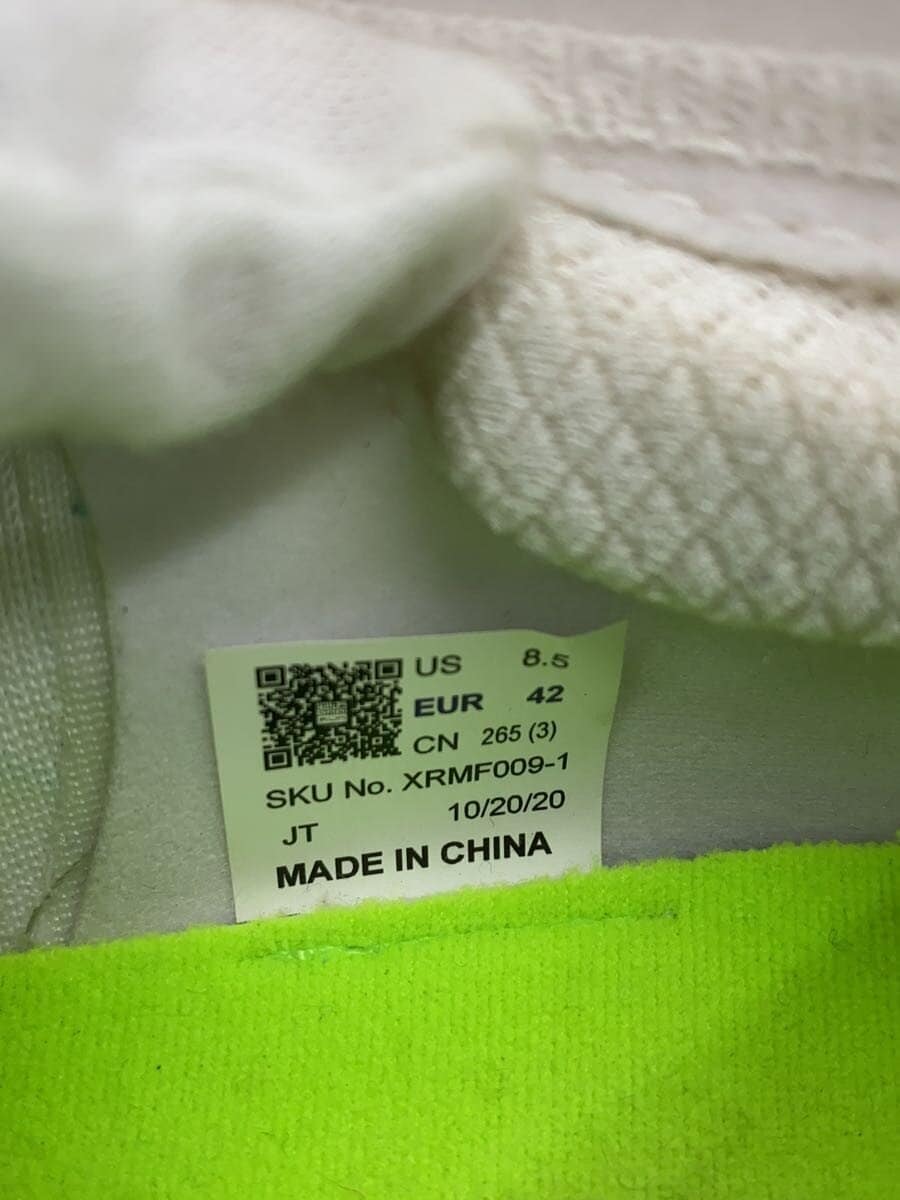 US 8.5
EUR 42
CN 265 (3)
SKU No. XRMF009-1
JT 10/20/20
MADE IN CHINA